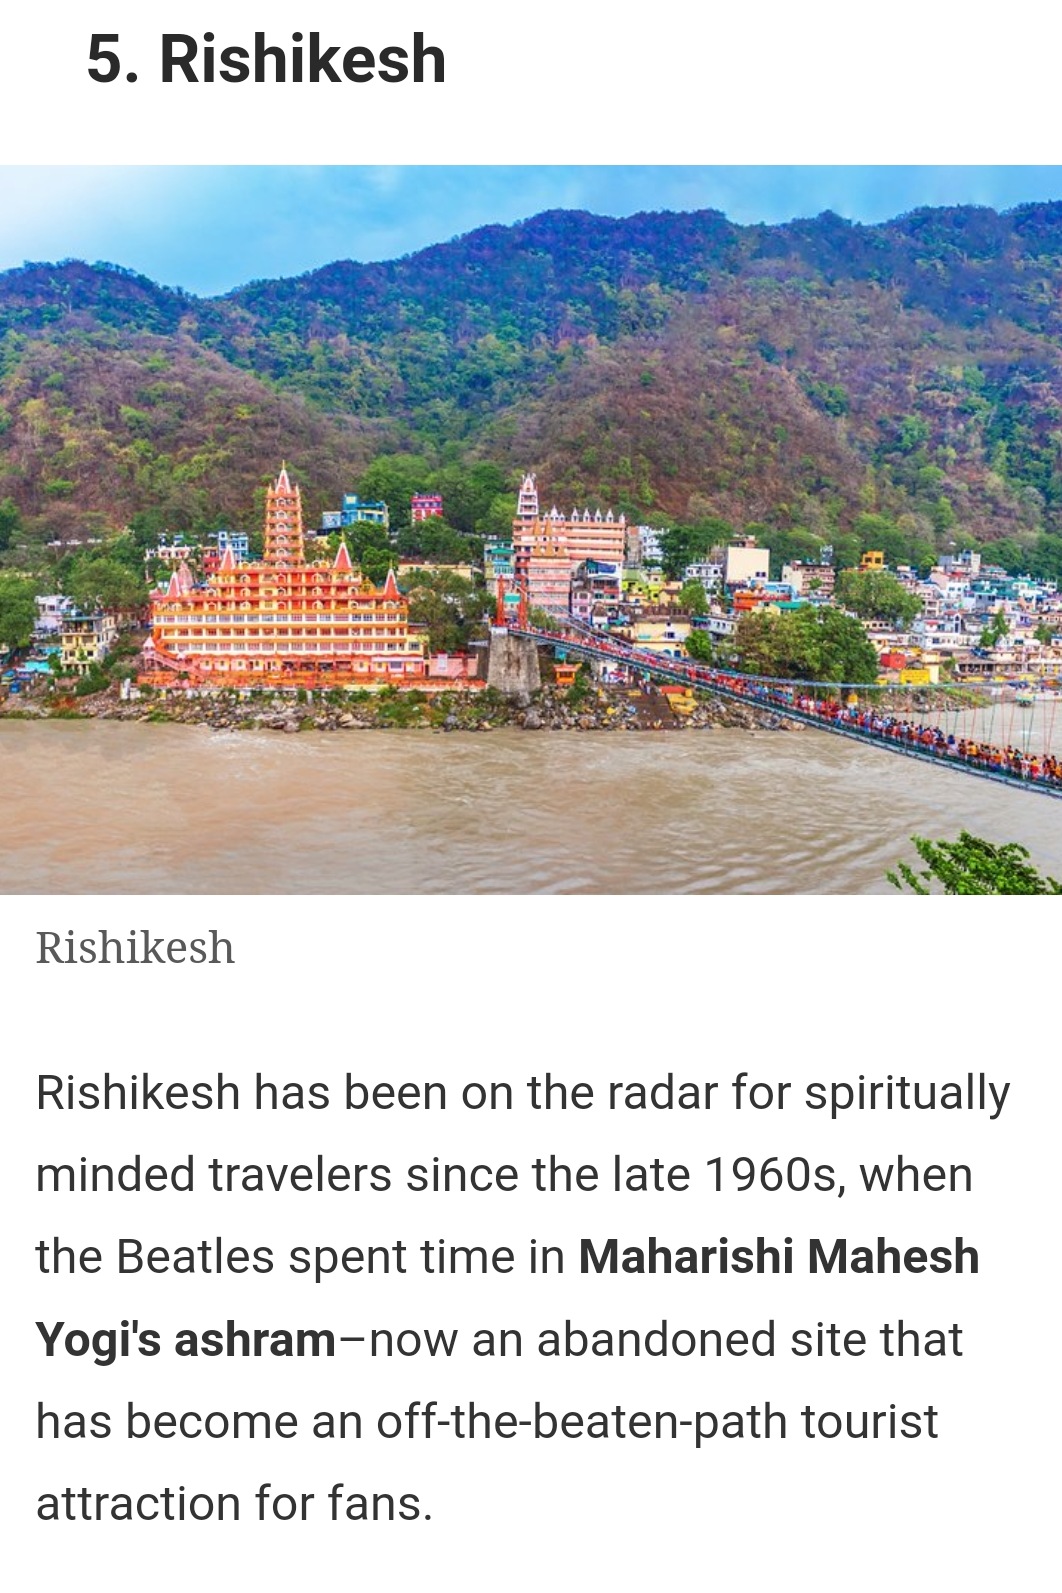 5. Rishikesh
Rishikesh
Rishikesh has been on the radar for spiritually
minded travelers since the late 1960s, when
the Beatles spent time in Maharishi Mahesh
Yogi's ashram–now an abandoned site that
has become an off-the-beaten-path tourist
attraction for fans.